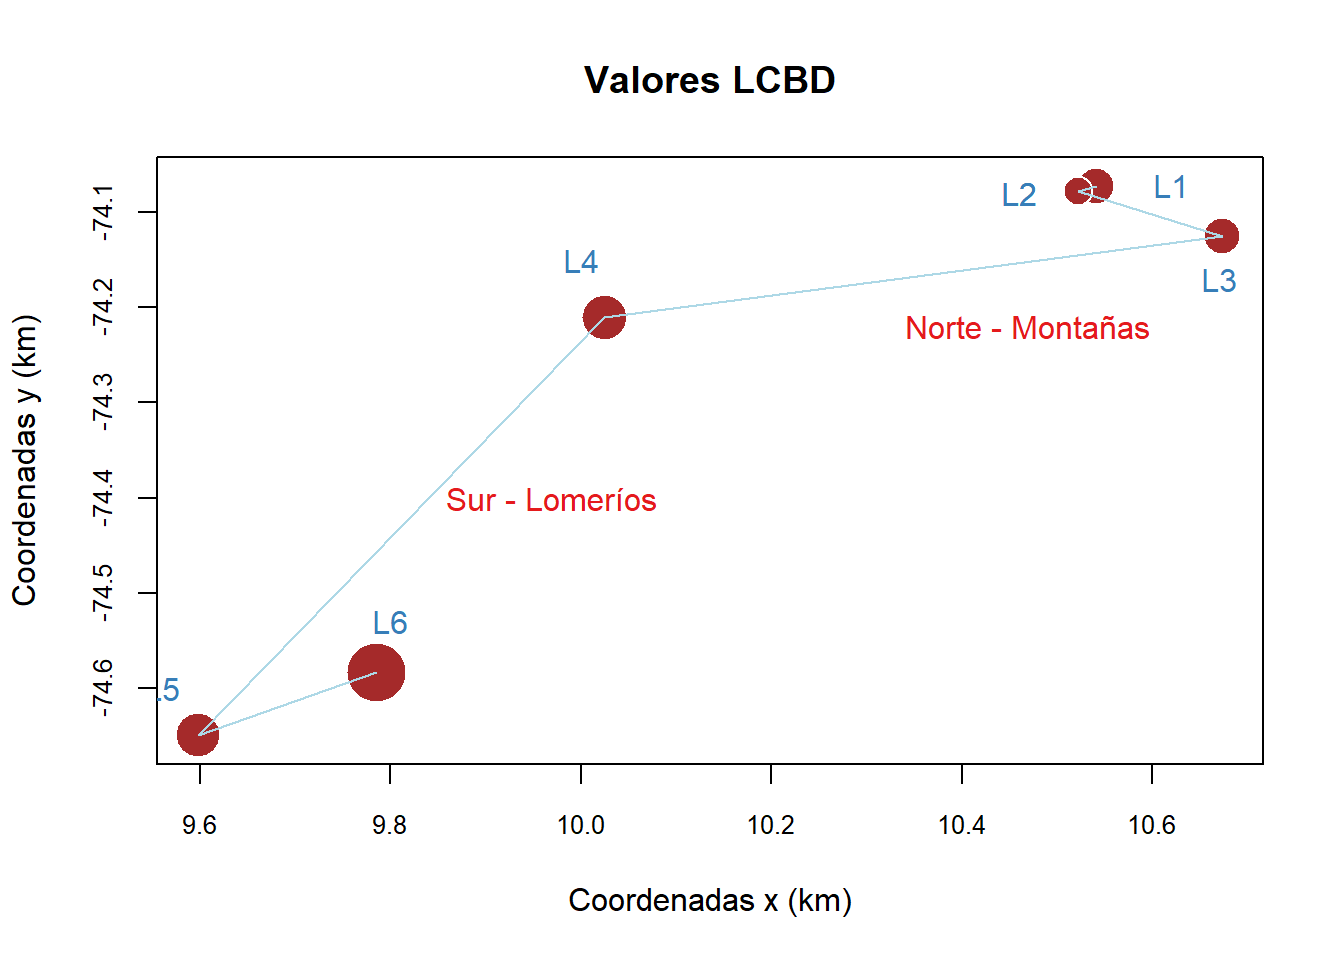 Valores LCBD
L2
L1
L3
L4
Norte - Montañas
Sur - Lomeríos
L6
.5
Coordenadas y (km)
-74.1
-74.2
-74.3
-74.4
-74.5
-74.6
9.6
9.8
10.0
10.2
10.4
10.6
Coordenadas x (km)